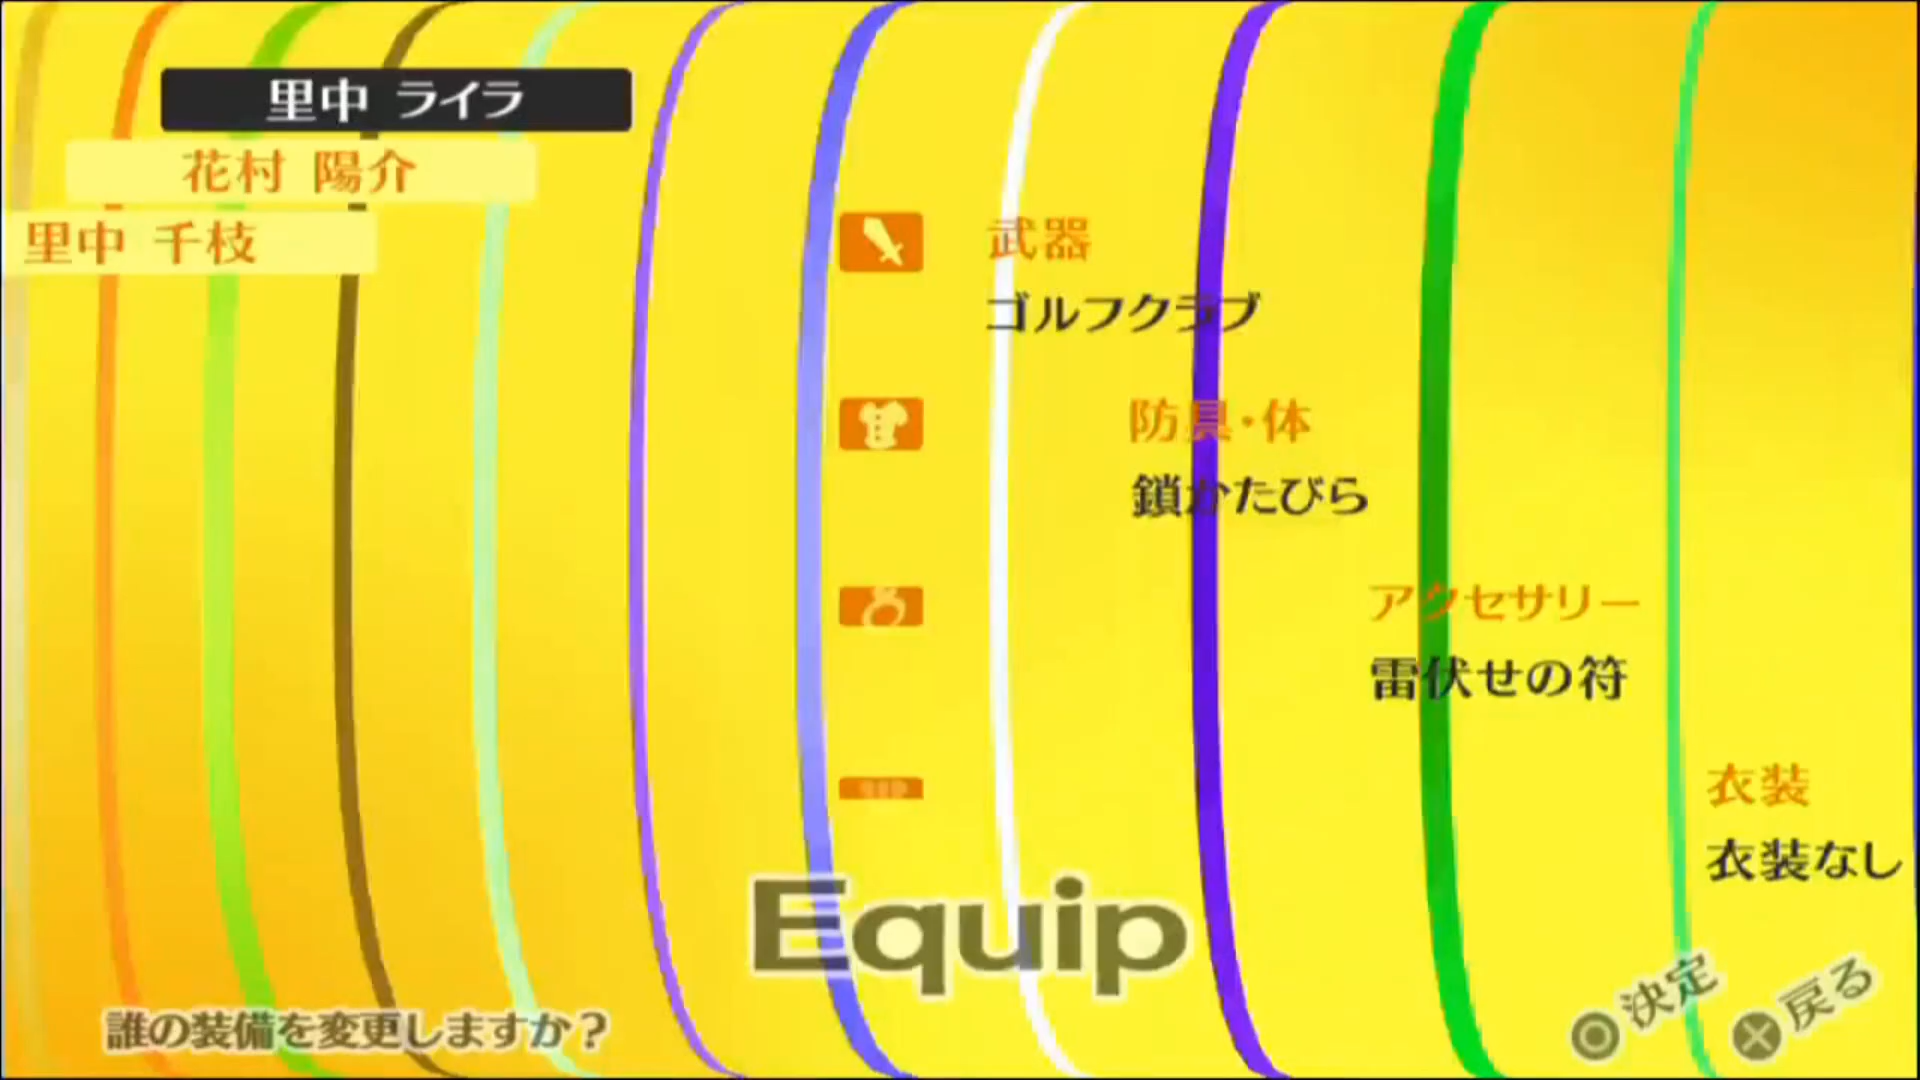 里中 ライラ
花村 陽介
里中 千枝
武器
ゴルフクラブ
防具・体
鎖かたびら
アクセサリー
雷伏せの符
衣装
衣装なし
Equip
誰の装備を変更しますか？
決定
戻る